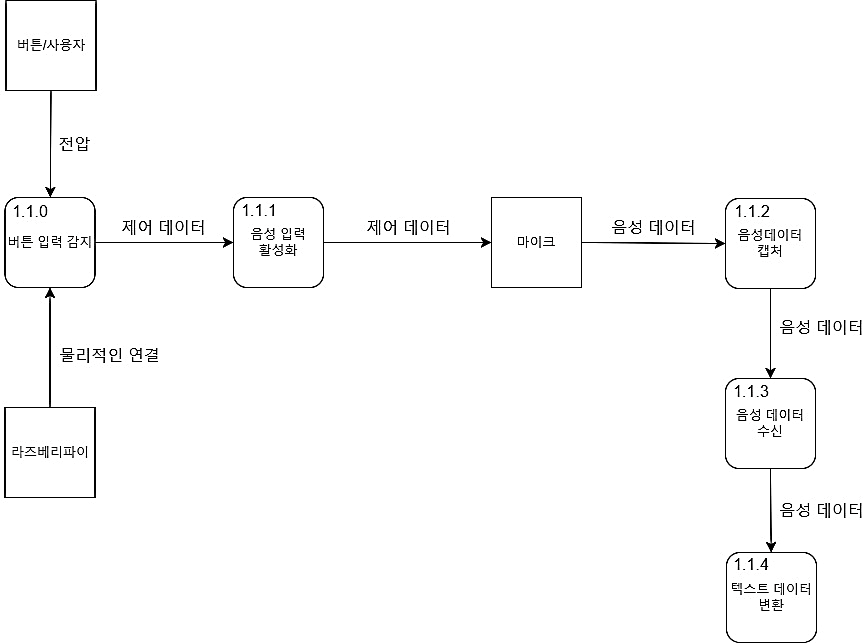 버튼/사용자
전압
1.1.0
버튼 입력 감지
제어 데이터
1.1.1
음성 입력
활성화
제어 데이터
마이크
음성 데이터
1.1.2
음성데이터
캡처
물리적인 연결
라즈베리파이
음성 데이터
1.1.3
음성 데이터
수신
음성 데이터
1.1.4
텍스트 데이터
변환